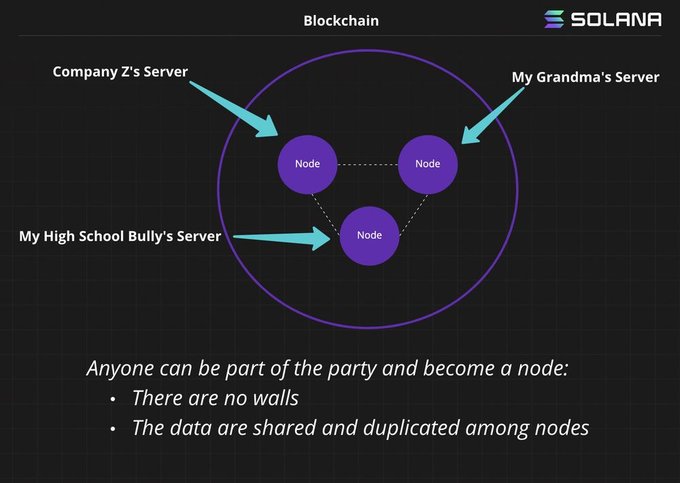 Blockchain
SOLANA
Company Z's Server
My Grandma's Server
Node
Node
My High School Bully's Server
Node
Anyone can be part of the party and become a node:
• There are no walls
• The data are shared and duplicated among nodes